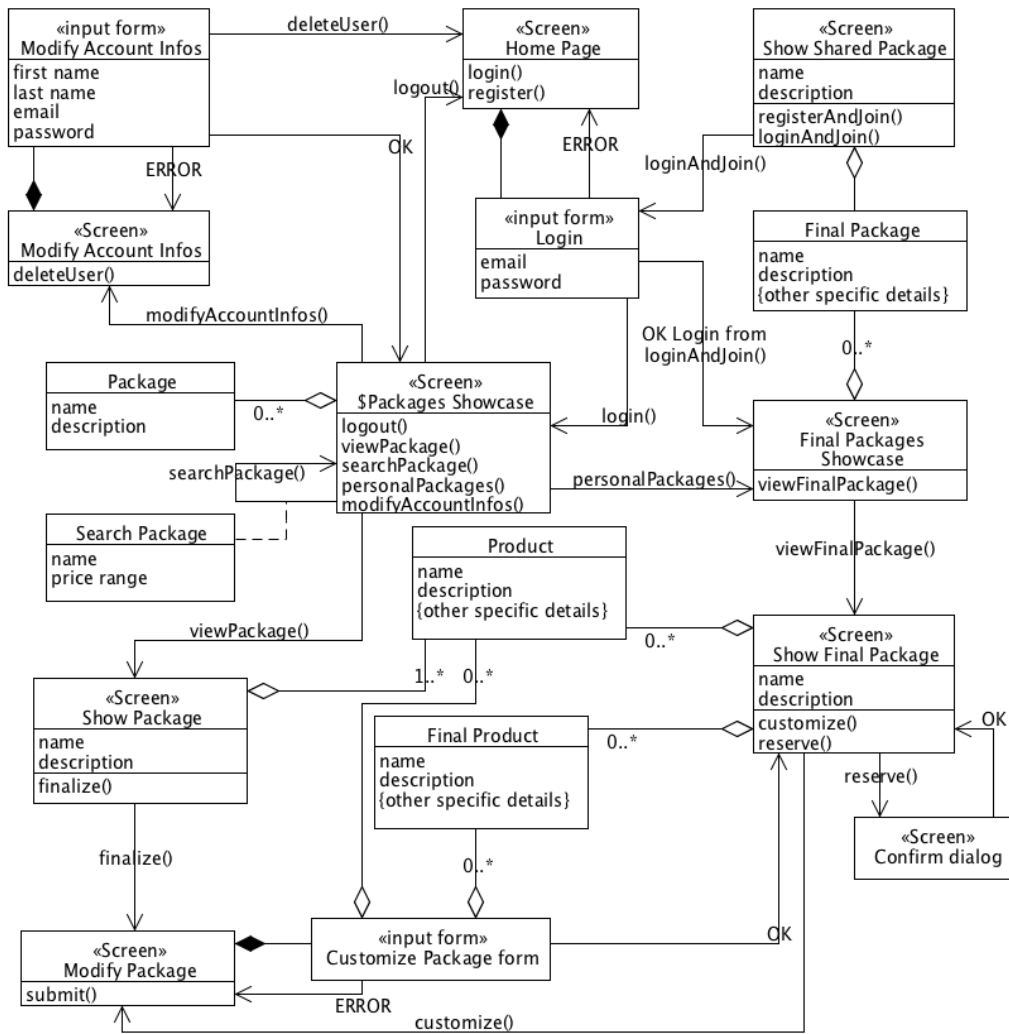 «input form»
Modify Account Infos
first name
last name
email
password
deleteUser()
«Screen»
Home Page
login()
register()
logout()
«Screen»
Show Shared Package
name
description
registerAndJoin()
loginAndJoin()
ERROR
OK
ERROR
loginAndJoin()
«Screen»
Modify Account Infos
deleteUser()
«input form»
Login
email
password
Final Package
name
description
{other specific details}
modifyAccountInfos()
OK Login from
loginAndJoin()
0..*
Package
name
description
0..*
«Screen»
$Packages Showcase
logout()
viewPackage()
searchPackage()
personalPackages()
modifyAccountInfos()
login()
«Screen»
Final Packages
Showcase
viewFinalPackage()
searchPackage()
personalPackages()
Search Package
name
price range
Product
name
description
{other specific details}
viewFinalPackage()
viewPackage()
0..*
«Screen»
Show Final Package
name
description
customize()
reserve()
1..*
0..*
«Screen»
Show Package
name
description
finalize()
Final Product
name
description
{other specific details}
0..*
OK
reserve()
«Screen»
Confirm dialog
finalize()
0..*
«Screen»
Modify Package
submit()
«input form»
Customize Package form
OK
ERROR
customize()